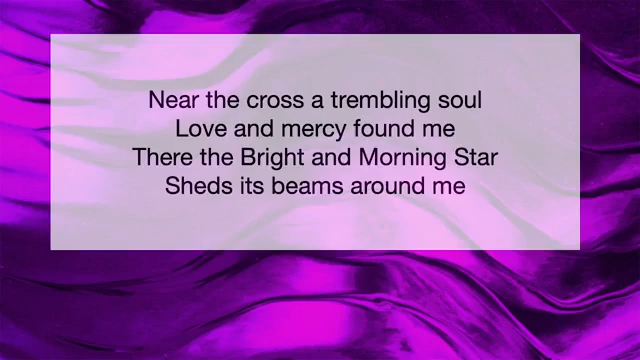 Near the cross a trembling soul
Love and mercy found me
There the Bright and Morning Star
Sheds its beams around me